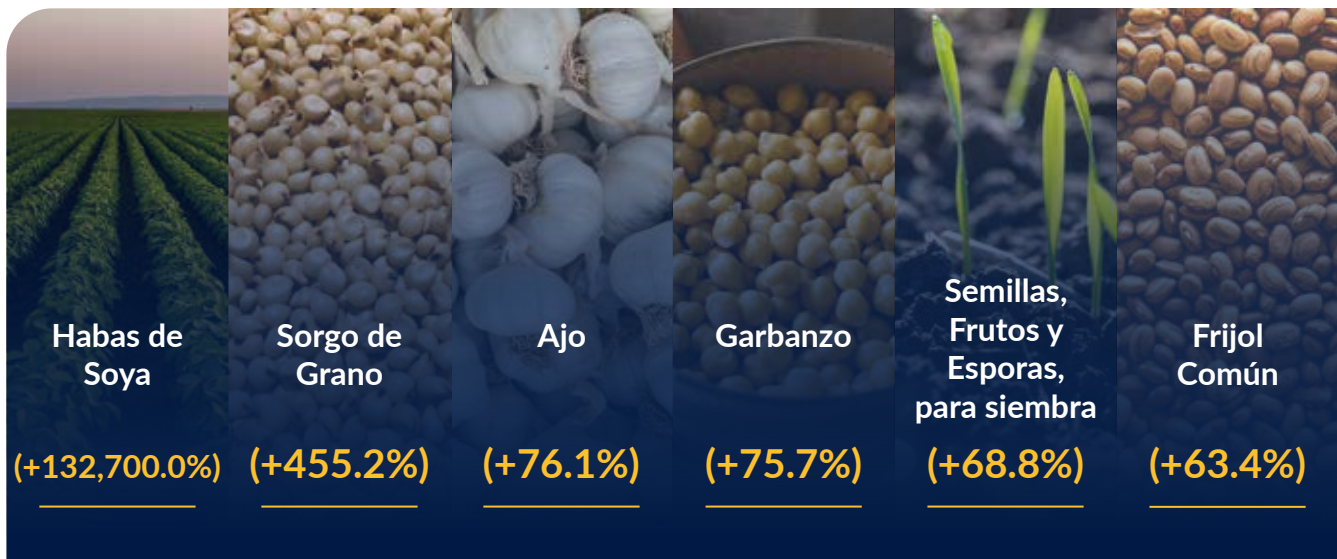 Habas de
Soya
(+132,700.0%)
Sorgo de
Grano
(+455.2%)
Ajo
(+76.1%)
Garbanzo
(+75.7%)
Semillas,
Frutos y
Esporas,
para siembra
(+68.8%)
Frijol
Común
(+63.4%)